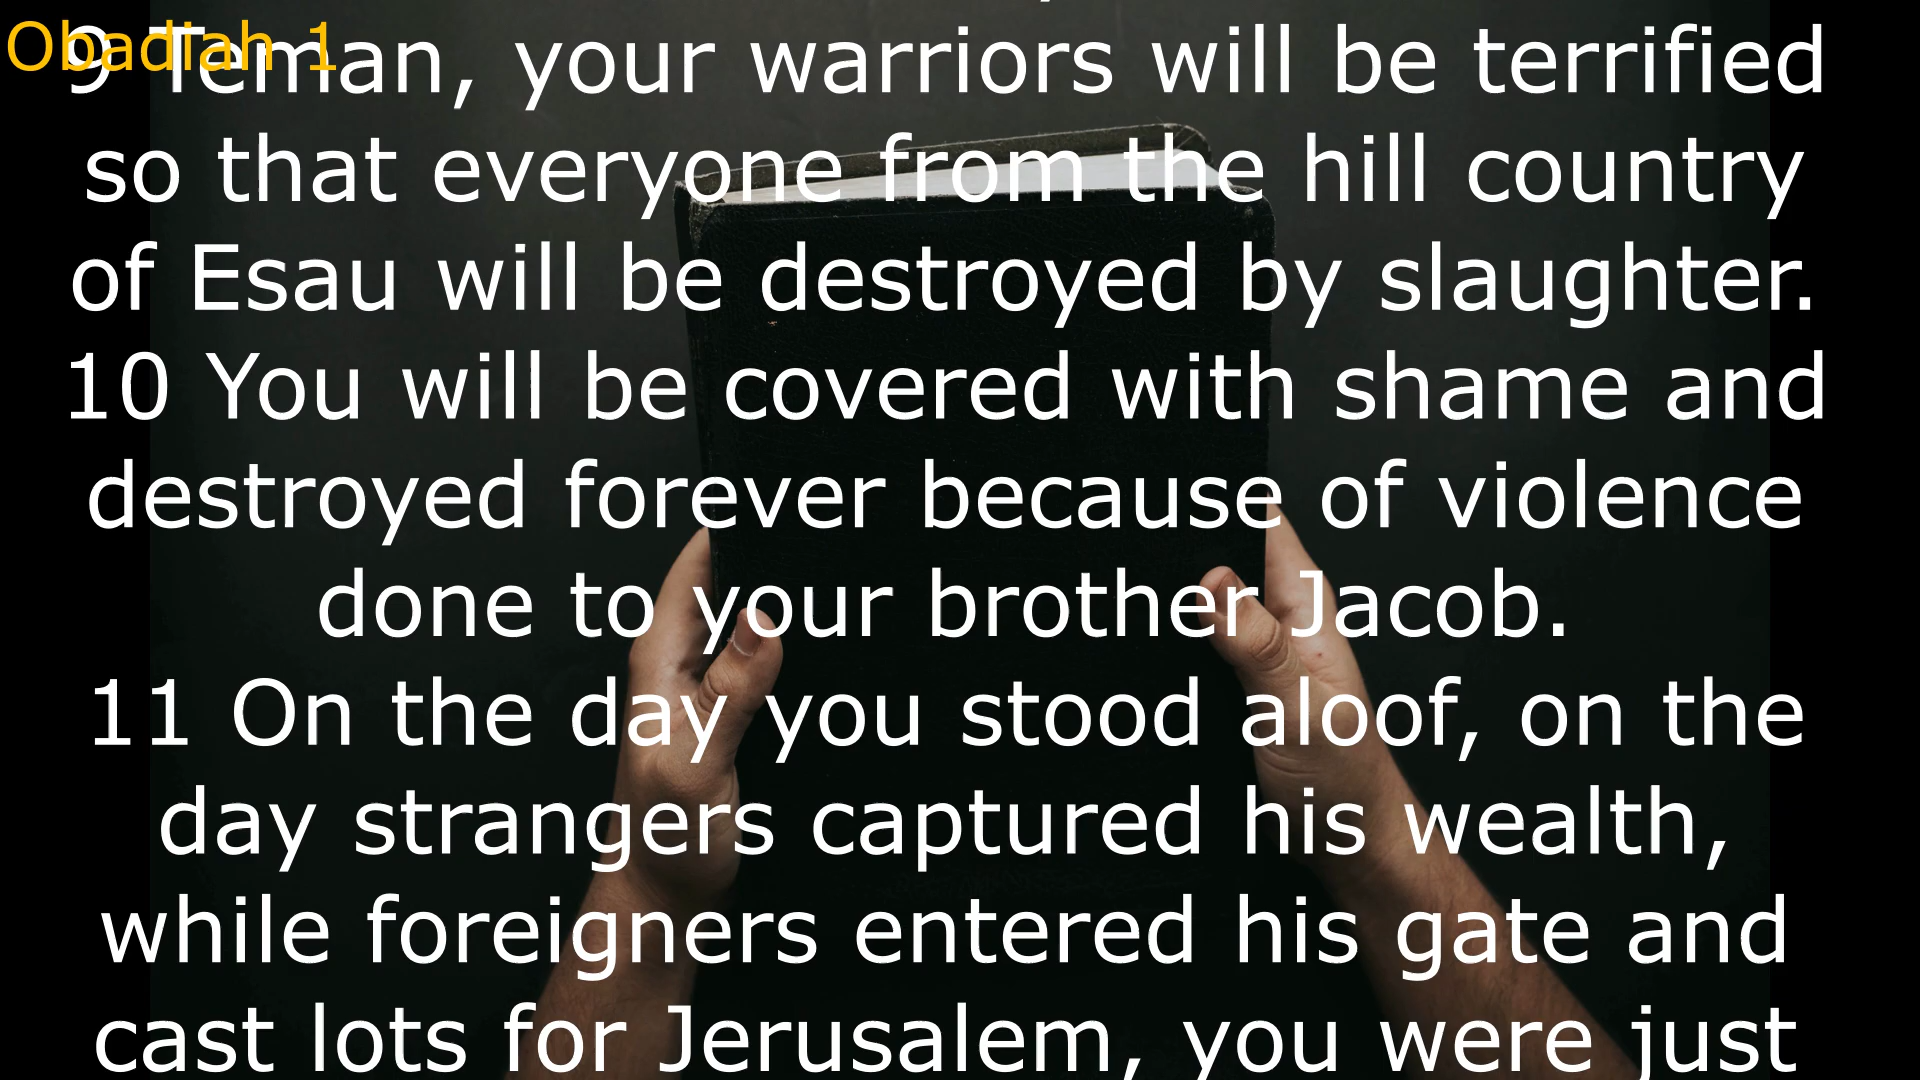 Obadiah 1
9 Teman, your warriors will be terrified
so that everyone from the hill country
of Esau will be destroyed by slaughter.
10 You will be covered with shame and
destroyed forever because of violence
done to your brother Jacob.
11 On the day you stood aloof, on the
day strangers captured his wealth,
while foreigners entered his gate and
cast lots for Jerusalem, you were just